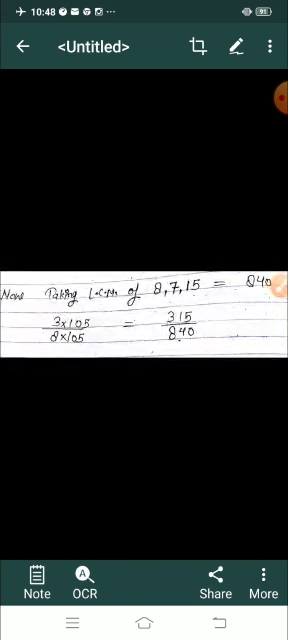 10:48
91
<Untitled>
Now Taking L.C.M of 8,7,15 = 840
3×105 = 315
8×105 840
Note OCR Share More